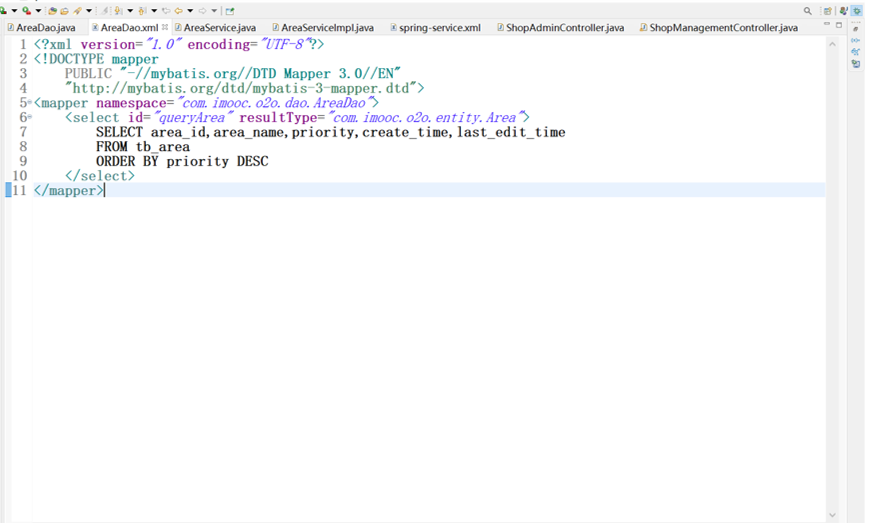 AreaDao.java AreaDao.xml AreaService.java AreaServiceImpl.java spring-service.xml ShopAdminController.java ShopManagementController.java
1 <?xml version="1.0" encoding="UTF-8"?>
2 <!DOCTYPE mapper
3 PUBLIC "-//mybatis.org//DTD Mapper 3.0//EN"
4 "http://mybatis.org/dtd/mybatis-3-mapper.dtd">
5 <mapper namespace="com.imooc.o2o.dao.AreaDao">
6 <select id="queryArea" resultType="com.imooc.o2o.entity.Area">
7 SELECT area_id,area_name,priority,create_time,last_edit_time
8 FROM tb_area
9 ORDER BY priority DESC
10 </select>
11 </mapper>